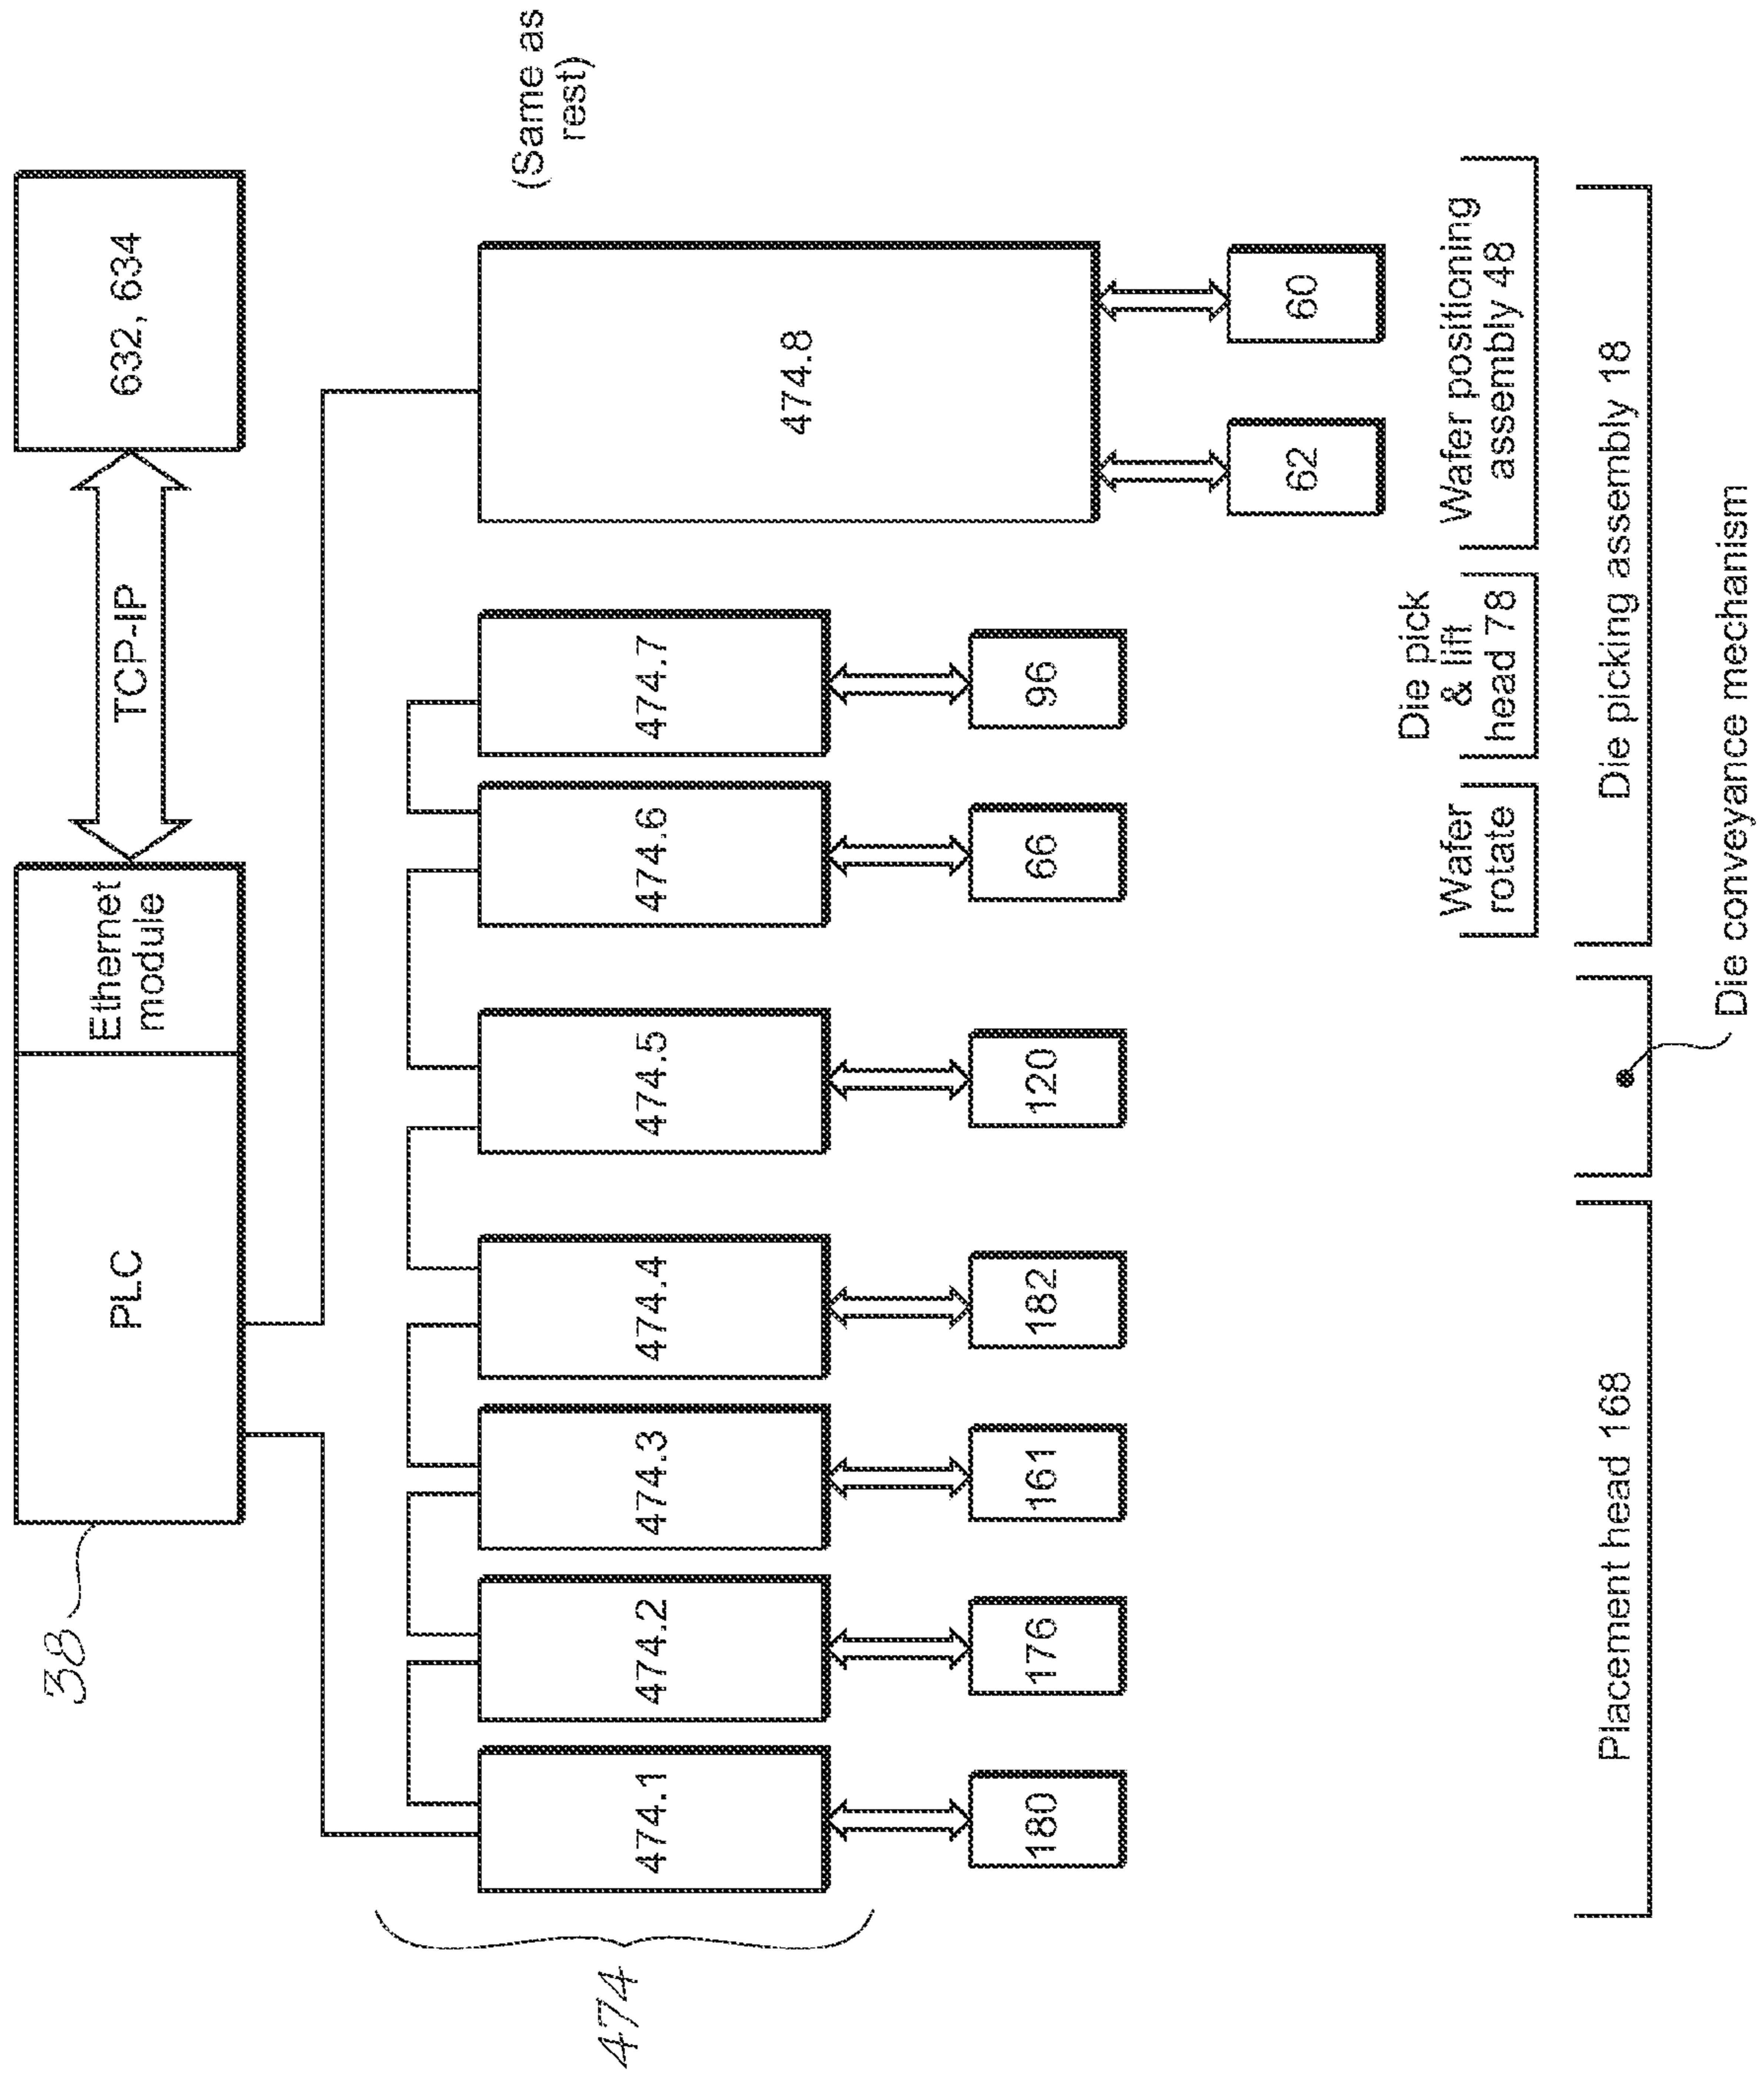 38
PLC
Ethernet
module
TCP-IP
632, 634
474
474.1
474.2
474.3
474.4
474.5
474.6
474.7
474.8
(Same as
rest)
180
176
161
182
120
66
96
62
60
Wafer
rotate
Die pick
& lift
head 78
Wafer positioning
assembly 48
Placement head 168
Die picking assembly 18
Die conveyance mechanism